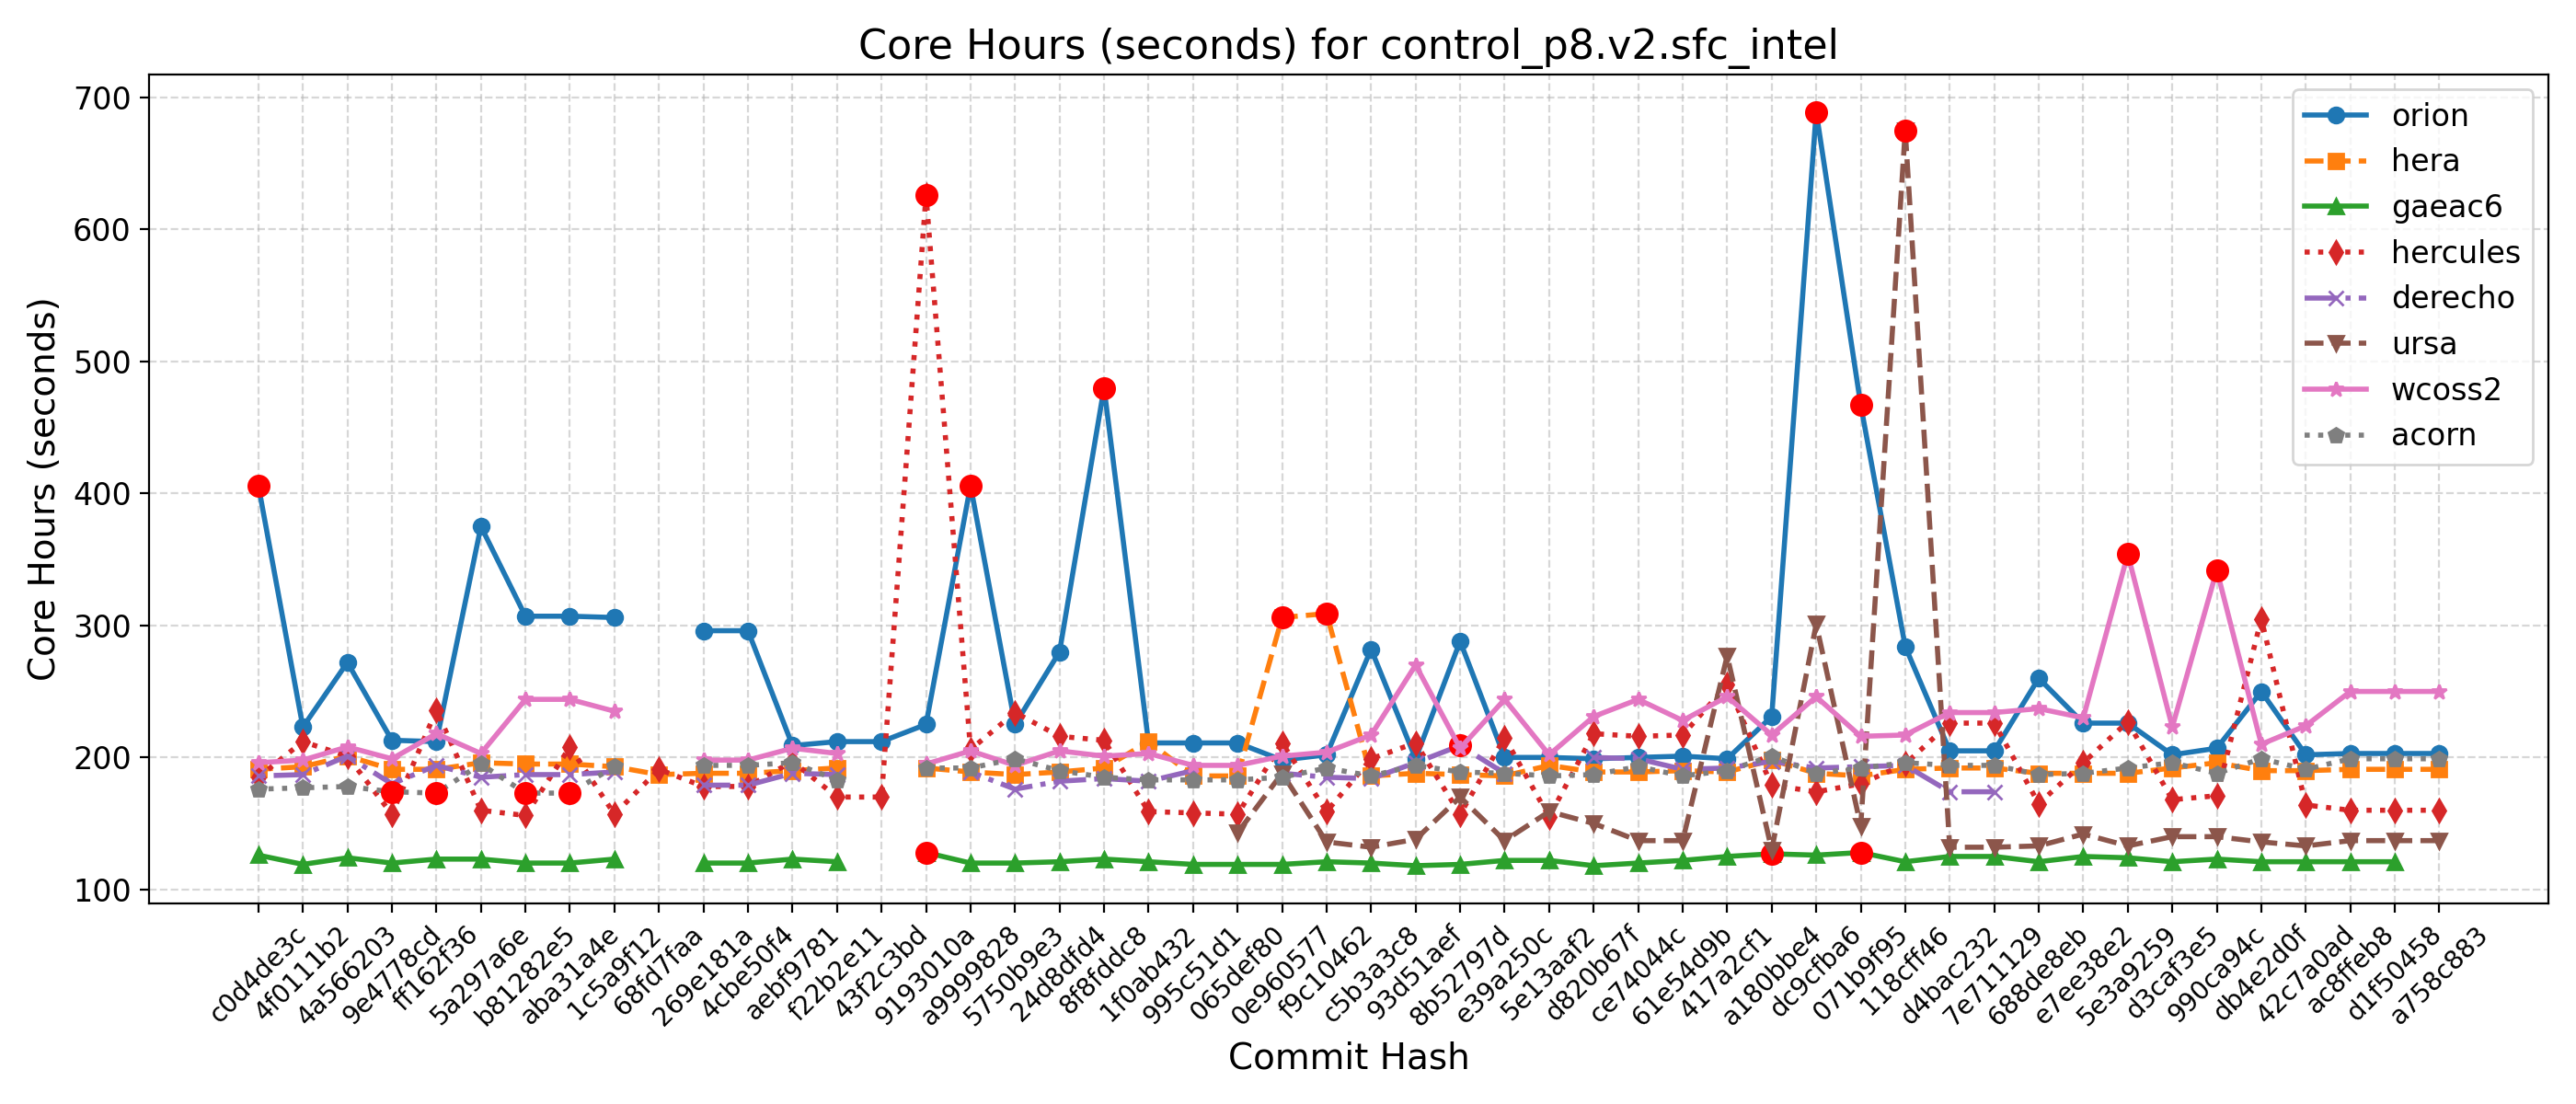 Core Hours (seconds) for control_p8.v2.sfc_intel
Core Hours (seconds)
700
600
500
400
300
200
100
orion
hera
gaeac6
hercules
derecho
ursa
wcoss2
acorn
c0d4de3c
4f0111b2
4a566203
9e4778cd
ff162f36
5a297a6e
b81282e5
aba31a4e
1c5a9f12
68fd7faa
269e181a
4cbe50f4
aebf9781
f22b2e11
43f2c3bd
9193010a
a9999828
5750b9e3
24d8dfd4
8f8fddc8
1f0ab432
995c51d1
065def80
0e960577
f9c10462
c5b3a3c8
93d51aef
8b52797d
e39a250c
5e13aaf2
d820b67f
ce74044c
61e54d9b
417a2cf1
a180bbe4
dc9cfba6
071b9f95
118cff46
d4bac232
7e711129
688de8eb
e7ee38e2
5e3a9259
d3caf3e5
990ca94c
db4e2d0f
42c7a0ad
ac8ffeb8
d1f50458
a758c883
Commit Hash